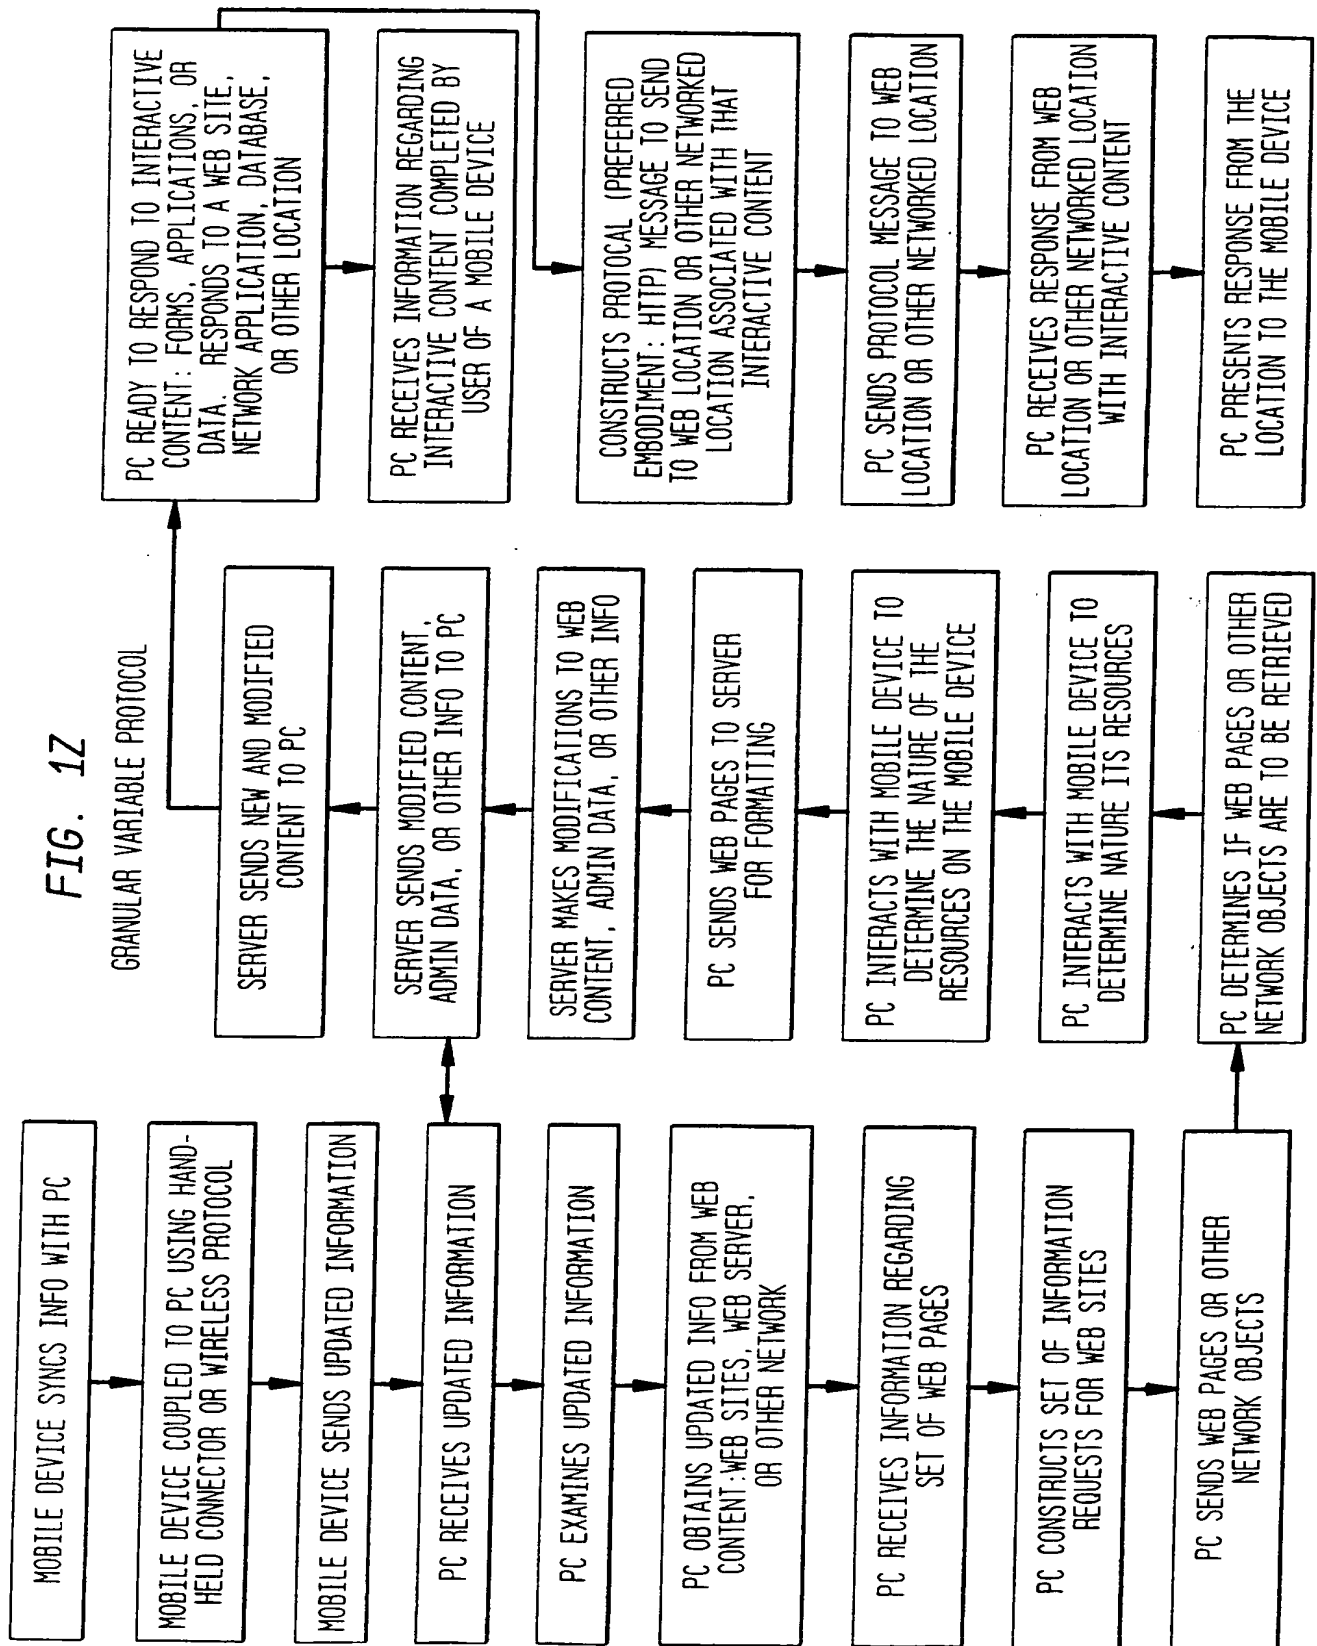 FIG. 1Z
GRANULAR VARIABLE PROTOCOL
MOBILE DEVICE SYNCS INFO WITH PC
MOBILE DEVICE COUPLED TO PC USING HAND-
HELD CONNECTOR OR WIRELESS PROTOCOL
MOBILE DEVICE SENDS UPDATED INFORMATION
PC RECEIVES UPDATED INFORMATION
PC EXAMINES UPDATED INFORMATION
PC OBTAINS UPDATED INFO FROM WEB
CONTENT:WEB SITES, WEB SERVER,
OR OTHER NETWORK
PC RECEIVES INFORMATION REGARDING
SET OF WEB PAGES
PC CONSTRUCTS SET OF INFORMATION
REQUESTS FOR WEB SITES
PC SENDS WEB PAGES OR OTHER
NETWORK OBJECTS
SERVER SENDS NEW AND MODIFIED
CONTENT TO PC
SERVER SENDS MODIFIED CONTENT,
ADMIN DATA, OR OTHER INFO TO PC
SERVER MAKES MODIFICATIONS TO WEB
CONTENT, ADMIN DATA, OR OTHER INFO
PC SENDS WEB PAGES TO SERVER
FOR FORMATTING
PC INTERACTS WITH MOBILE DEVICE TO
DETERMINE THE NATURE OF THE
RESOURCES ON THE MOBILE DEVICE
PC INTERACTS WITH MOBILE DEVICE TO
DETERMINE NATURE ITS RESOURCES
PC DETERMINES IF WEB PAGES OR OTHER
NETWORK OBJECTS ARE TO BE RETRIEVED
PC READY TO RESPOND TO INTERACTIVE
CONTENT: FORMS, APPLICATIONS, OR
DATA. RESPONDS TO A WEB SITE,
NETWORK APPLICATION, DATABASE,
OR OTHER LOCATION
PC RECEIVES INFORMATION REGARDING
INTERACTIVE CONTENT COMPLETED BY
USER OF A MOBILE DEVICE
CONSTRUCTS PROTOCAL (PREFERRED
EMBODIMENT: HTTP) MESSAGE TO SEND
TO WEB LOCATION OR OTHER NETWORKED
LOCATION ASSOCIATED WITH THAT
INTERACTIVE CONTENT
PC SENDS PROTOCOL MESSAGE TO WEB
LOCATION OR OTHER NETWORKED LOCATION
PC RECEIVES RESPONSE FROM WEB
LOCATION OR OTHER NETWORKED LOCATION
WITH INTERACTIVE CONTENT
PC PRESENTS RESPONSE FROM THE
LOCATION TO THE MOBILE DEVICE